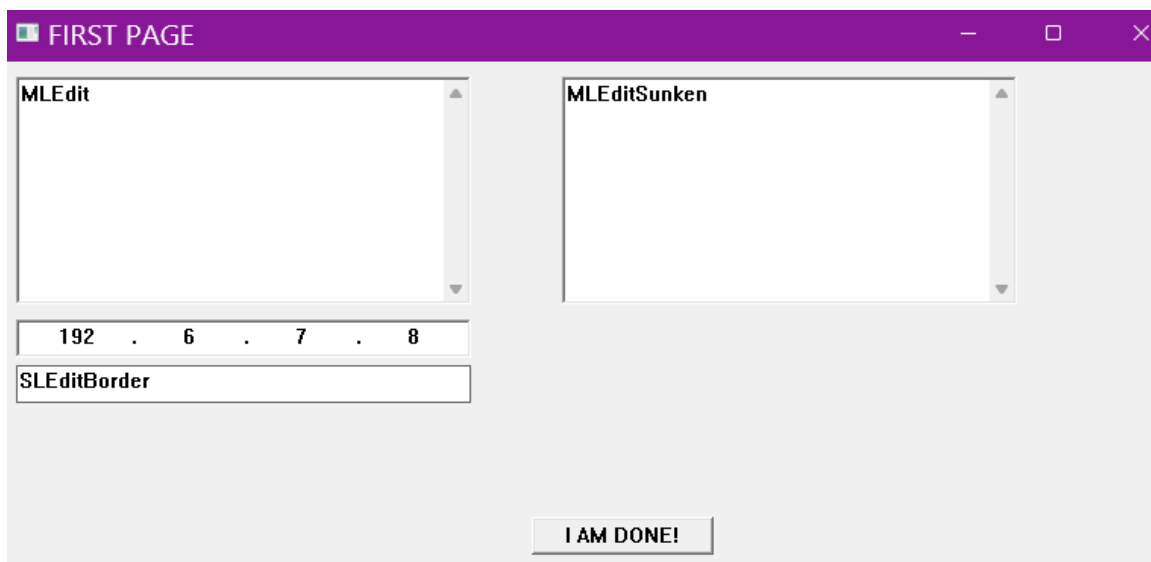 FIRST PAGE
MLEdit
MLEditSunken
192 . 6 . 7 . 8
SLEditBorder
I AM DONE!